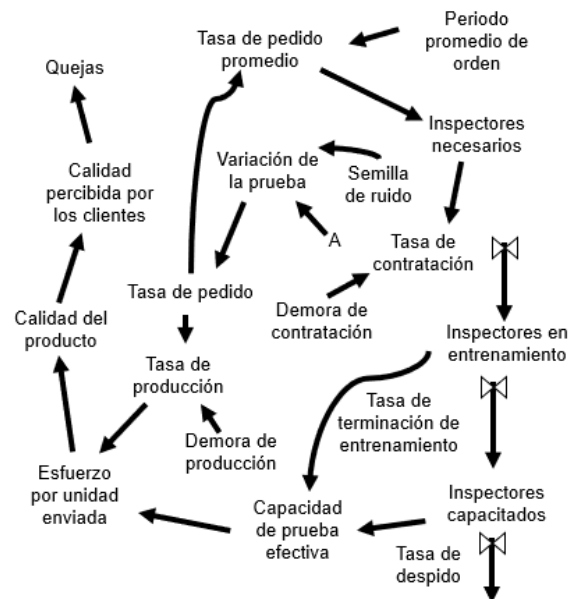 Tasa de pedido
promedio
Periodo
promedio de
orden
Quejas
Inspectores
necesarios
Variación de
la prueba
Semilla
de ruido
Calidad
percibida por
los clientes
A
Tasa de
contratación
Tasa de pedido
Demora de
contratación
Calidad del
producto
Inspectores en
entrenamiento
Tasa de
producción
Tasa de
terminación de
entrenamiento
Demora de
producción
Esfuerzo
por unidad
enviada
Capacidad
de prueba
efectiva
Inspectores
capacitados
Tasa de
despido